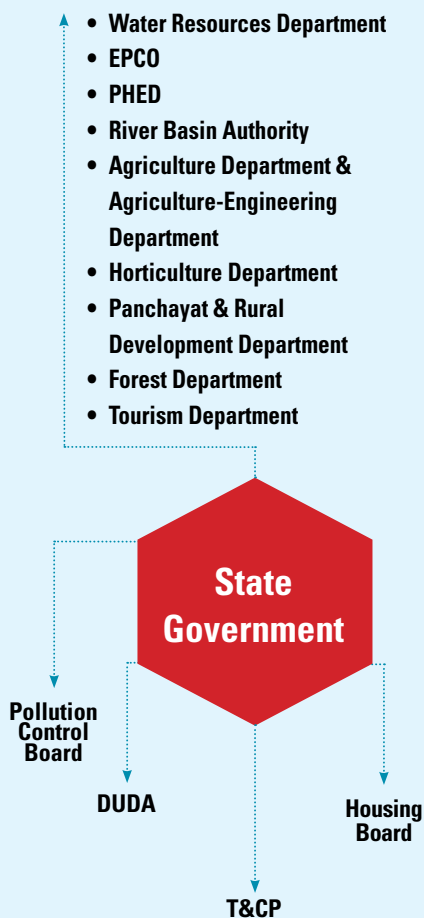 • Water Resources Department
• EPCO
• PHED
• River Basin Authority
• Agriculture Department &
Agriculture-Engineering
Department
• Horticulture Department
• Panchayat & Rural
Development Department
• Forest Department
• Tourism Department
State
Government
Pollution
Control
Board
DUDA
Housing
Board
T&CP